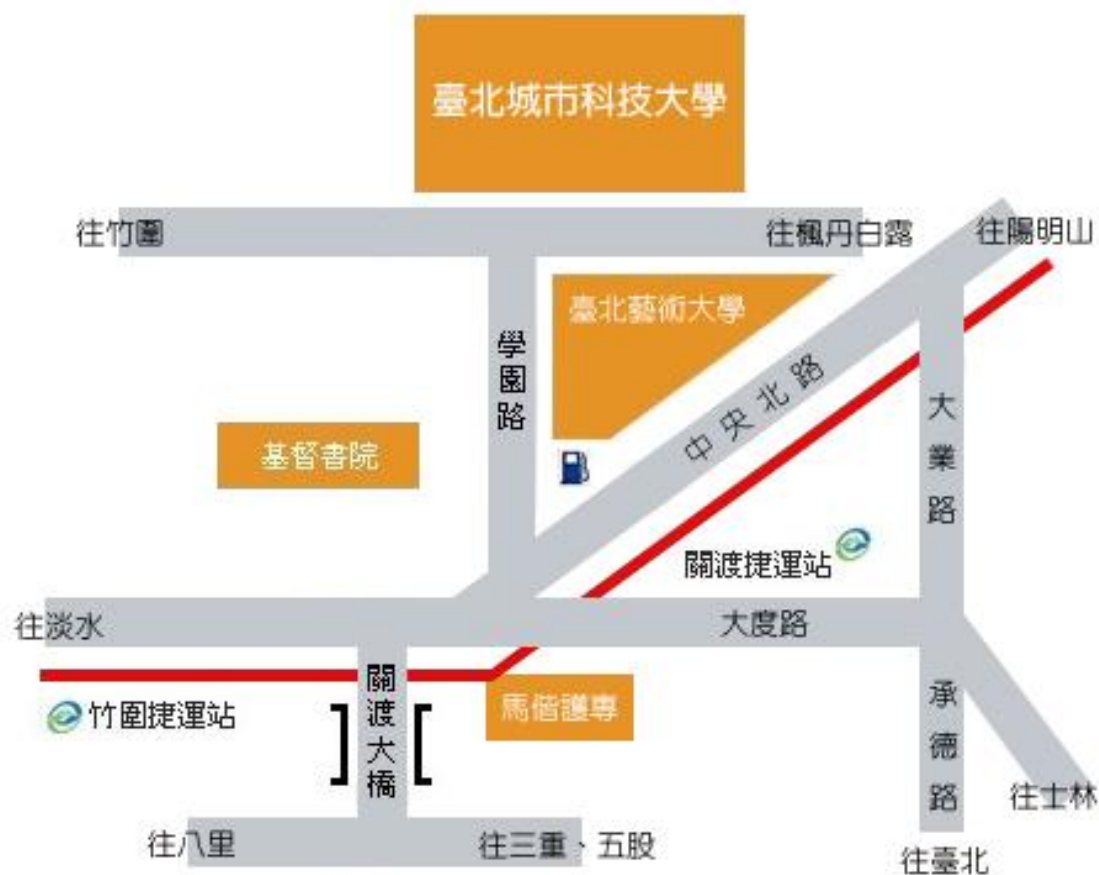 臺北城市科技大學
往竹圍
往楓丹白露
往陽明山
臺北藝術大學
學園路
中央北路
大業路
基督書院
關渡捷運站
往淡水
大度路
關渡大橋
馬偕護專
竹圍捷運站
承德路
往士林
往八里
往三重、五股
往臺北